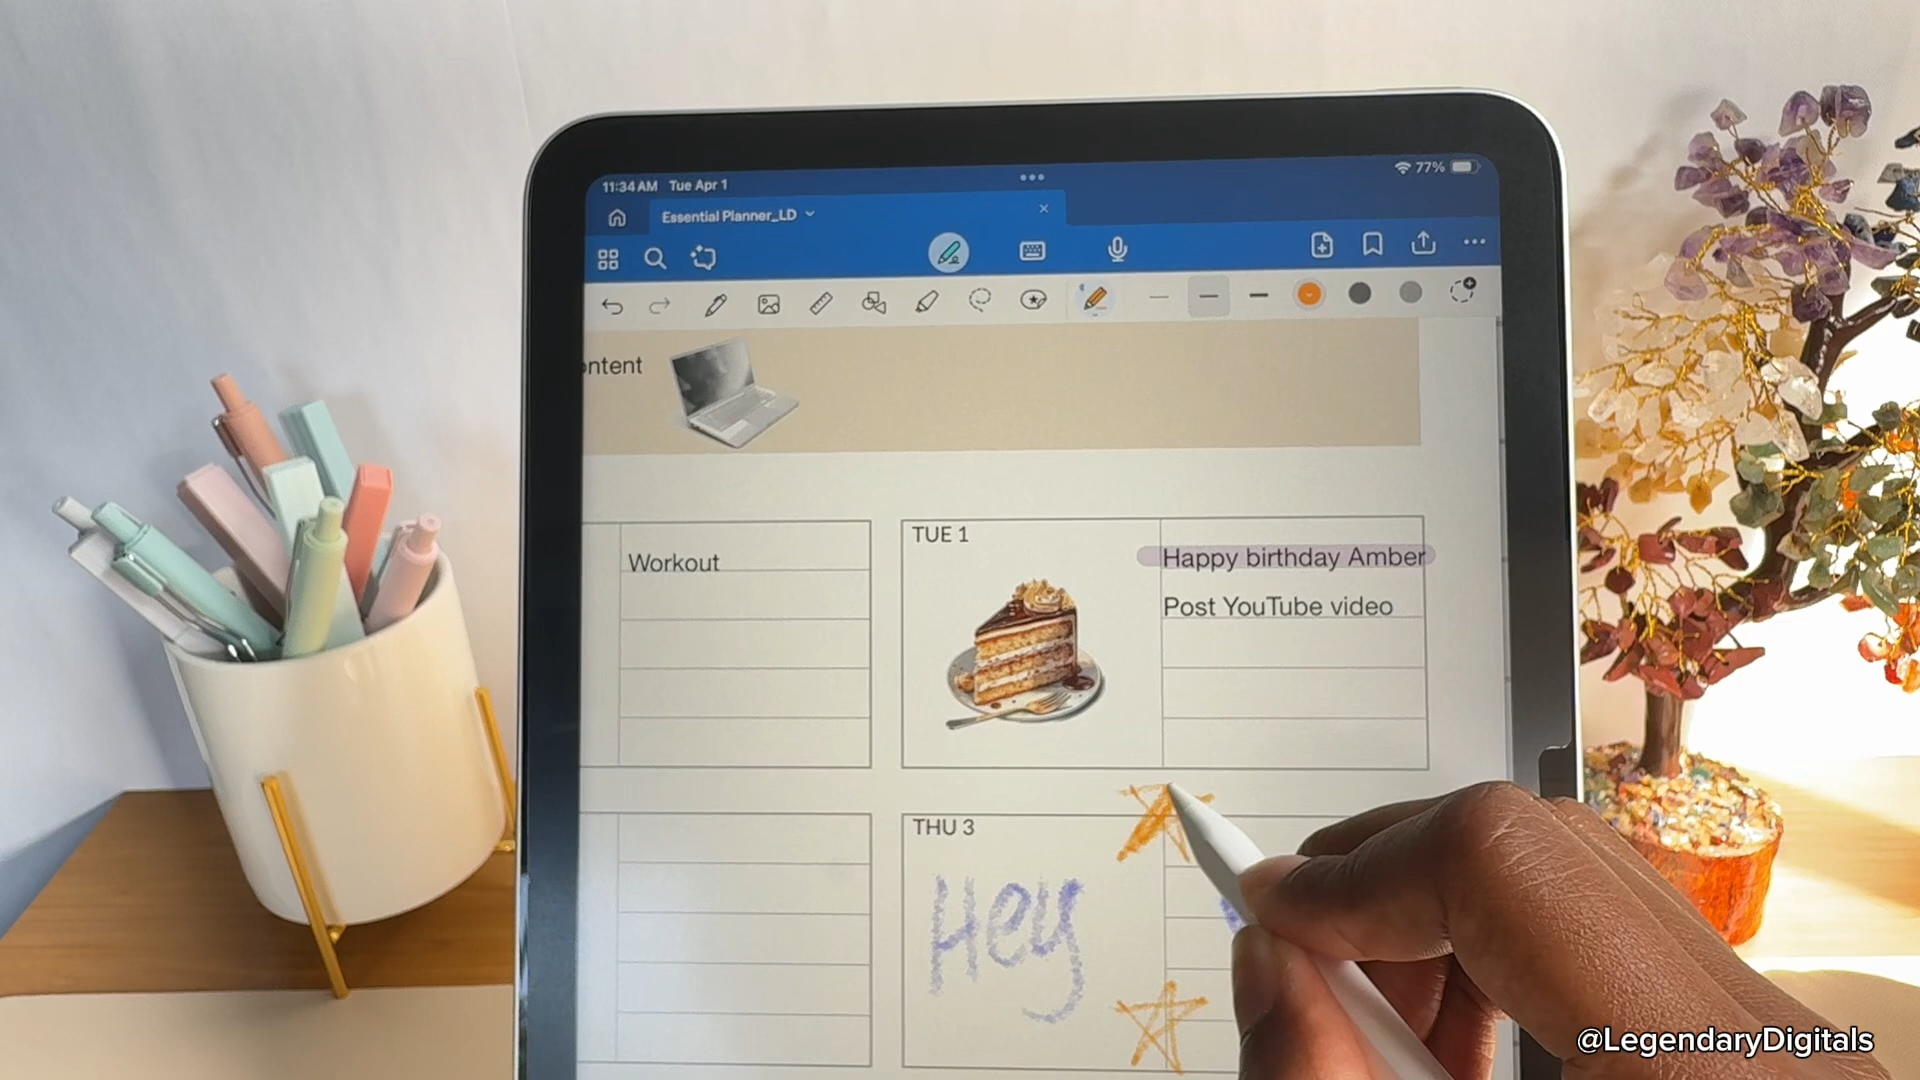 11:34 AM Tue Apr 1
77%
Essential Planner_LD
ontent
Workout
TUE 1
Happy birthday Amber
Post YouTube video
THU 3
Hey
@LegendaryDigitals